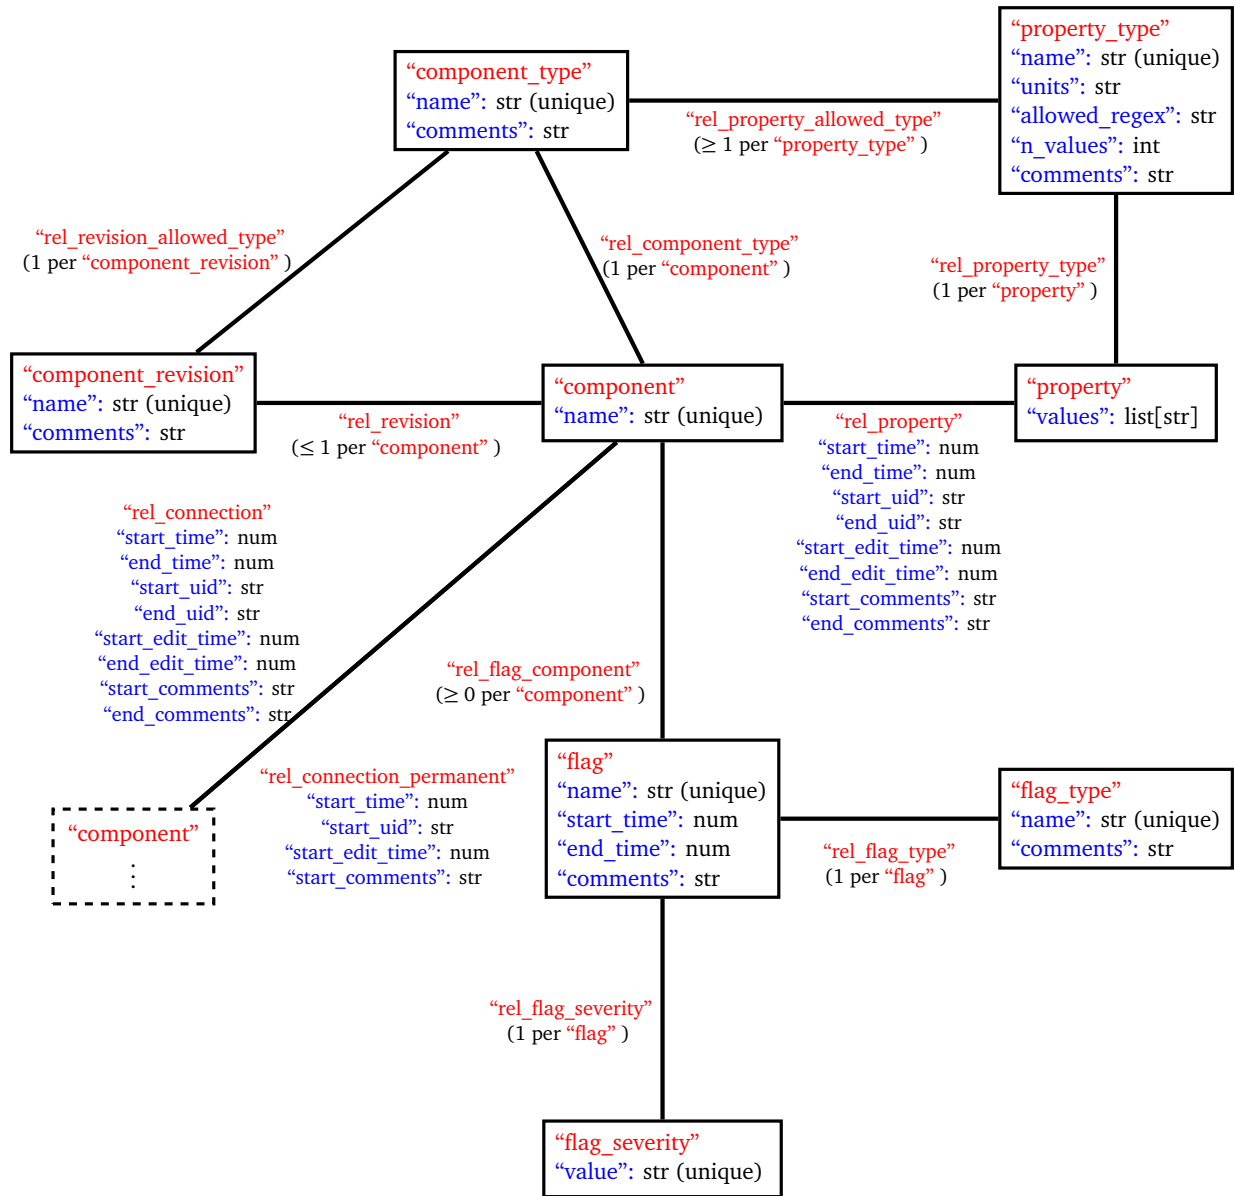 “property_type”
“name”: str (unique)
“units”: str
“allowed_regex”: str
“n_values”: int
“comments”: str
“component_type”
“name”: str (unique)
“comments”: str
“rel_property_allowed_type”
(≥ 1 per “property_type” )
“rel_revision_allowed_type”
(1 per “component_revision” )
“rel_component_type”
(1 per “component” )
“rel_property_type”
(1 per “property” )
“component_revision”
“name”: str (unique)
“comments”: str
“rel_revision”
(≤ 1 per “component” )
“component”
“name”: str (unique)
“property”
“values”: list[str]
“rel_property”
“start_time”: num
“end_time”: num
“start_uid”: str
“end_uid”: str
“start_edit_time”: num
“end_edit_time”: num
“start_comments”: str
“end_comments”: str
“rel_connection”
“start_time”: num
“end_time”: num
“start_uid”: str
“end_uid”: str
“start_edit_time”: num
“end_edit_time”: num
“start_comments”: str
“end_comments”: str
“rel_flag_component”
(≥ 0 per “component” )
“rel_connection_permanent”
“start_time”: num
“start_uid”: str
“start_edit_time”: num
“start_comments”: str
“component”
⋮
“flag”
“name”: str (unique)
“start_time”: num
“end_time”: num
“comments”: str
“rel_flag_type”
(1 per “flag” )
“flag_type”
“name”: str (unique)
“comments”: str
“rel_flag_severity”
(1 per “flag” )
“flag_severity”
“value”: str (unique)